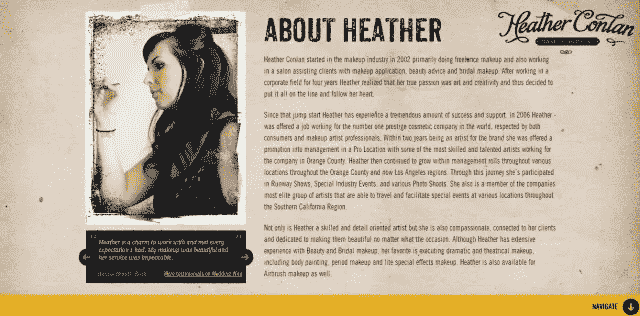 ABOUT HEATHER
Heather Conlan
Heather Conlan started in the makeup industry in 2002 primarily doing freelance makeup and also working
in a salon assisting clients with makeup application, beauty advice and bridal makeup. After working in a
corporate field for four years Heather realized that her true passion was art and creativity and thus decided to
put it all on the line and follow her heart.
Since that jump start Heather has experience a tremendous amount of success and support. In 2006 Heather
was offered a job working for the number one prestige cosmetic company in the world, respected by both
consumers and makeup artists professionals. Within two years being an artist for the brand she was offered a
promotion into management in a Pro Location with some of the most skilled and talented artists working for
the company in Orange County. Heather then continued to grow within management rolls throughout various
locations throughout the Orange County and now Los Angeles regions. Through this journey she's participated
in Runway Shows, Special Industry Events, and various Photo Shoots. She also is a member of the companies
most elite group of artists that are able to travel and facilitate special events at various locations throughout
the Southern California Region.
Not only is Heather a skilled and detail oriented artist but she is also compassionate, connected to her clients
and dedicated to making them beautiful no matter what the occasion. Although Heather has extensive
experience with Beauty and Bridal makeup, her favorite is executing dramatic and theatrical makeup,
including body painting, period makeup and lite special effects makeup. Heather is also available for
Airbrush makeup as well.
Heather is a charm to work with and met every
expectation I had. My makeup was beautiful and
her service was impeccable.
More testimonials on Wedding Wire
NAVIGATE